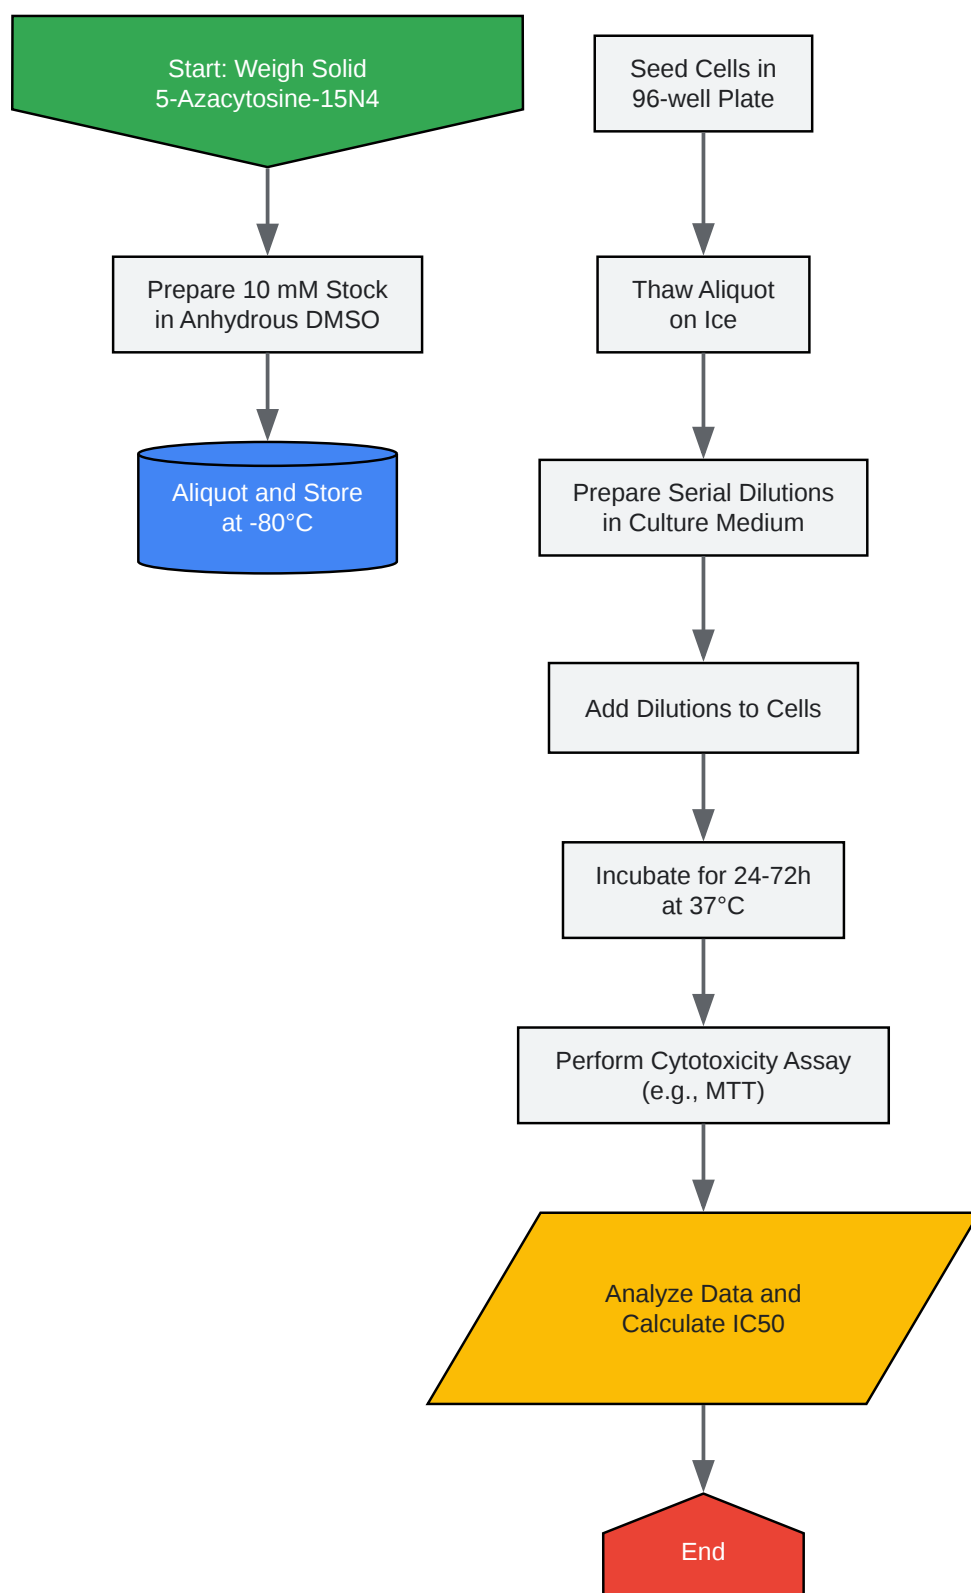 Start: Weigh Solid
5-Azacytosine-15N4
Prepare 10 mM Stock
in Anhydrous DMSO
Aliquot and Store
at -80°C
Seed Cells in
96-well Plate
Thaw Aliquot
on Ice
Prepare Serial Dilutions
in Culture Medium
Add Dilutions to Cells
Incubate for 24-72h
at 37°C
Perform Cytotoxicity Assay
(e.g., MTT)
Analyze Data and
Calculate IC50
End